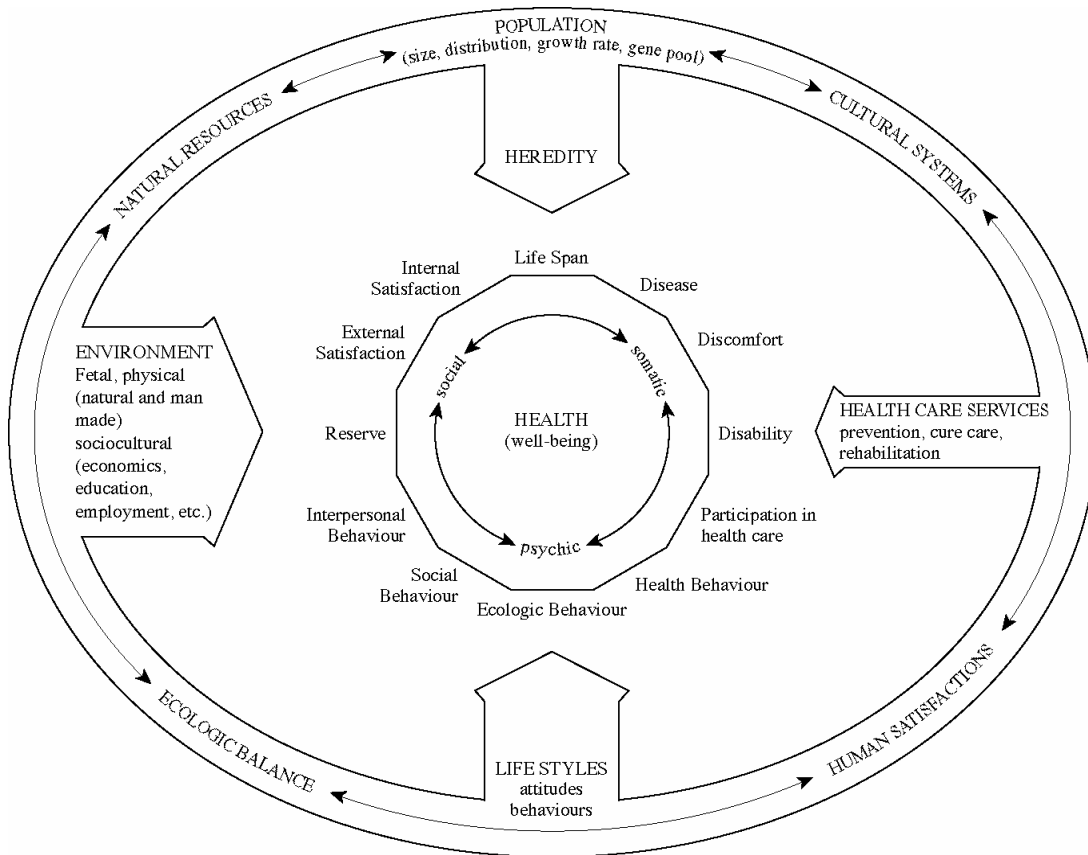 POPULATION
(size, distribution, growth rate, gene pool)
NATURAL RESOURCES
CULTURAL SYSTEMS
HEREDITY
Life Span
Internal
Satisfaction
Disease
External
Satisfaction
Discomfort
social
somatic
ENVIRONMENT
Fetal, physical
(natural and man
made)
sociocultural
(economics,
education,
employment, etc.)
Reserve
HEALTH
(well-being)
Disability
HEALTH CARE SERVICES
prevention, cure care,
rehabilitation
Interpersonal
Behaviour
psychic
Participation in
health care
Social
Behaviour
Health Behaviour
Ecologic Behaviour
ECOLOGIC BALANCE
HUMAN SATISFACTIONS
LIFE STYLES
attitudes
behaviours